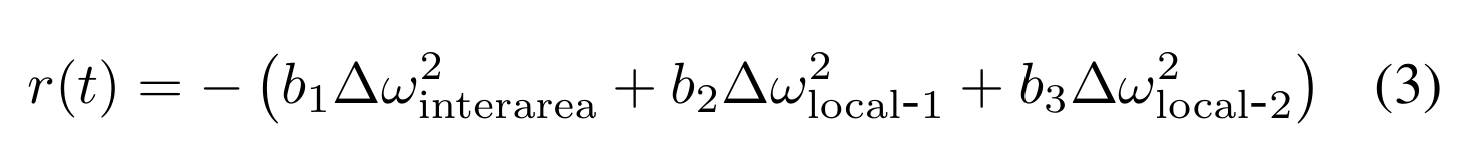 r(t) = − (b₁Δω²_interarea + b₂Δω²_local-1 + b₃Δω²_local-2) (3)